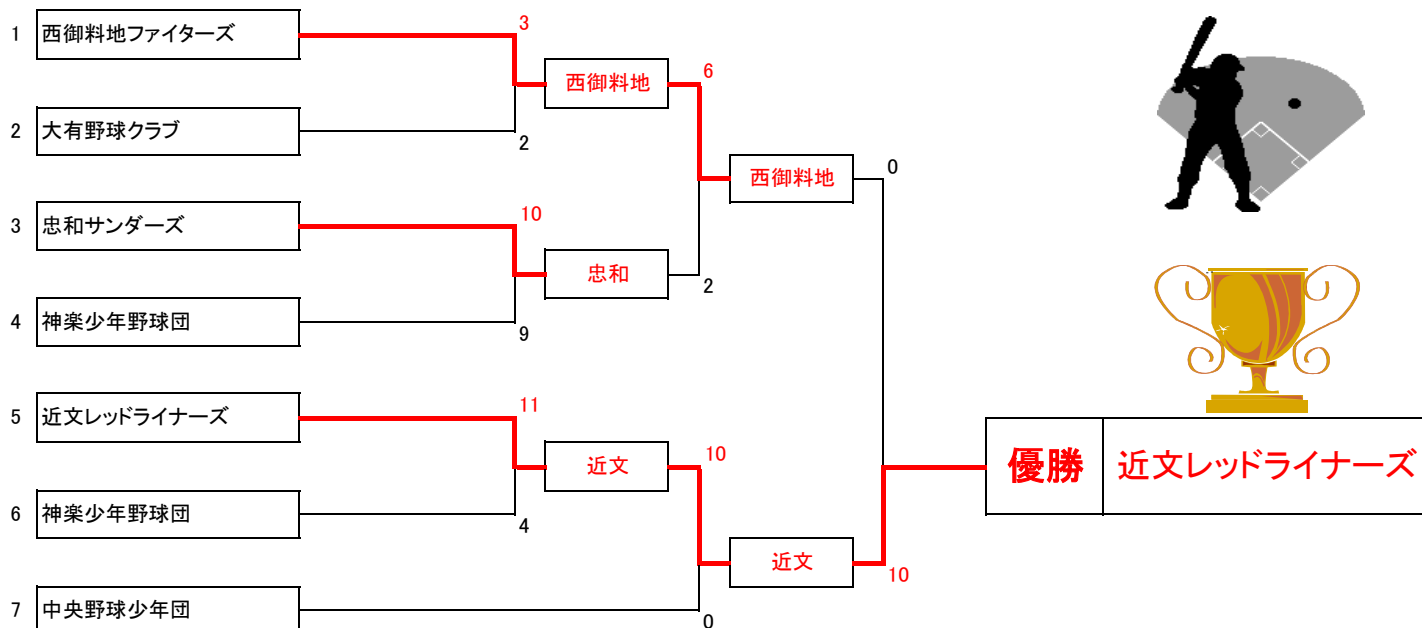 1 西御料地ファイターズ 3
西御料地 6
2 大有野球クラブ 2
西御料地 0
3 忠和サンダーズ 10
忠和 2
4 神楽少年野球団 9
5 近文レッドライナーズ 11
近文 10
優勝 近文レッドライナーズ
6 神楽少年野球団 4
近文 10
7 中央野球少年団 0